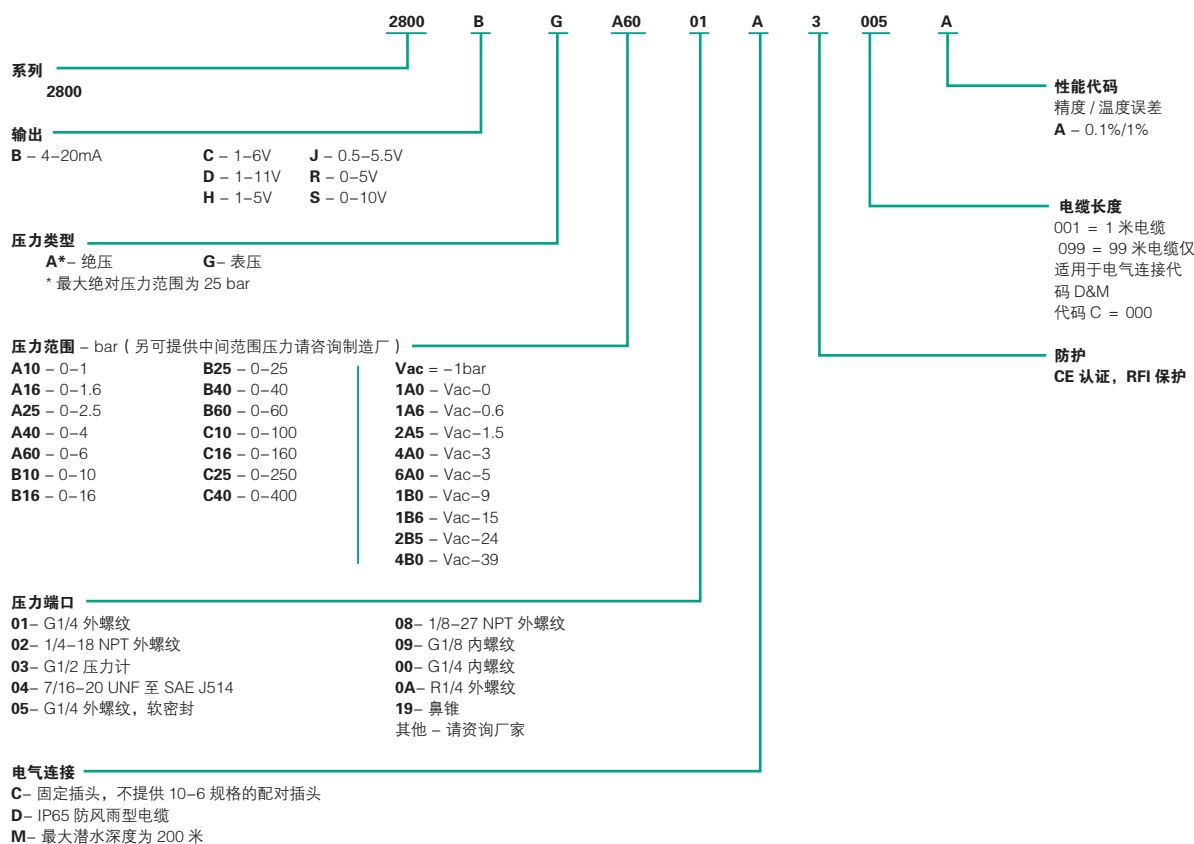 2800 B G A60 01 A 3 005 A
系列
2800
输出
B – 4–20mA C – 1–6V J – 0.5–5.5V
D – 1–11V R – 0–5V
H – 1–5V S – 0–10V
压力类型
A*– 绝压 G– 表压
* 最大绝对压力范围为 25 bar
压力范围 – bar ( 另可提供中间范围压力请咨询制造厂 )
A10 – 0–1 B25 – 0–25 Vac = –1bar
A16 – 0–1.6 B40 – 0–40 1A0 – Vac–0
A25 – 0–2.5 B60 – 0–60 1A6 – Vac–0.6
A40 – 0–4 C10 – 0–100 2A5 – Vac–1.5
A60 – 0–6 C16 – 0–160 4A0 – Vac–3
B10 – 0–10 C25 – 0–250 6A0 – Vac–5
B16 – 0–16 C40 – 0–400 1B0 – Vac–9
1B6 – Vac–15
2B5 – Vac–24
4B0 – Vac–39
压力端口
01– G1/4 外螺纹 08– 1/8–27 NPT 外螺纹
02– 1/4–18 NPT 外螺纹 09– G1/8 内螺纹
03– G1/2 压力计 00– G1/4 内螺纹
04– 7/16–20 UNF 至 SAE J514 0A– R1/4 外螺纹
05– G1/4 外螺纹，软密封 19– 鼻锥
其他 – 请资询厂家
电气连接
C– 固定插头，不提供 10–6 规格的配对插头
D– IP65 防风雨型电缆
M– 最大潜水深度为 200 米
性能代码
精度 / 温度误差
A – 0.1%/1%
电缆长度
001 = 1 米电缆
099 = 99 米电缆仅
适用于电气连接代
码 D&M
代码 C = 000
防护
CE 认证，RFI 保护